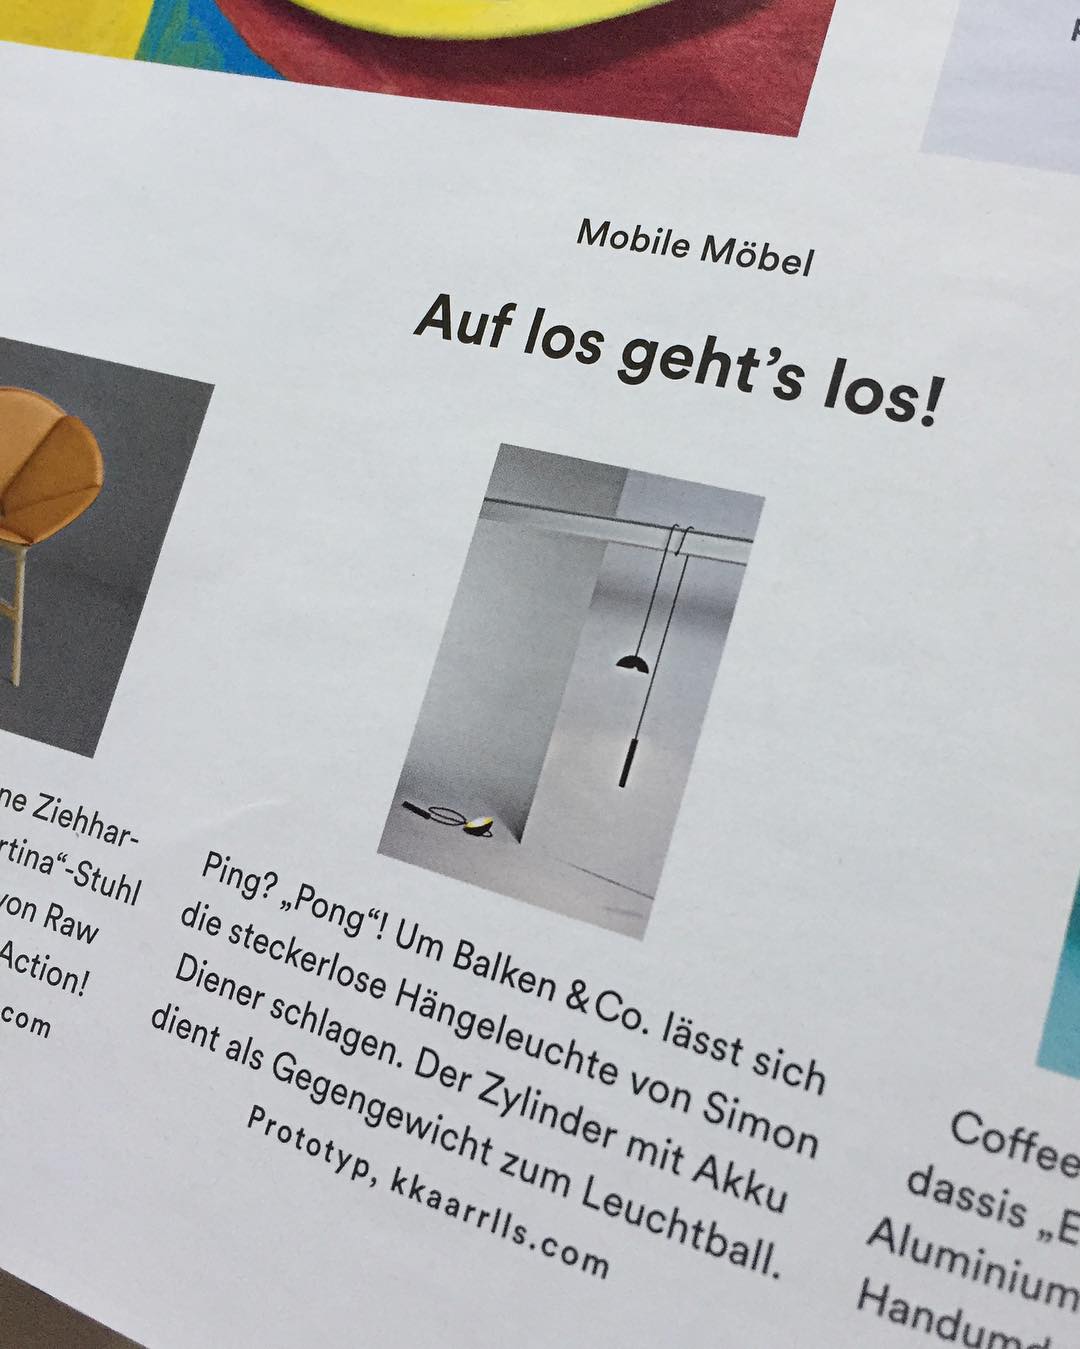 Mobile Möbel
Auf los geht's los!
ne Ziehhar-
rtina“-Stuhl
von Raw
Action!
.com
Ping? „Pong“! Um Balken & Co. lässt sich
die steckerlose Hängeleuchte von Simon
Diener schlagen. Der Zylinder mit Akku
dient als Gegengewicht zum Leuchtball.
Prototyp, kkaarrlls.com
Coffee
dassis „E
Aluminium